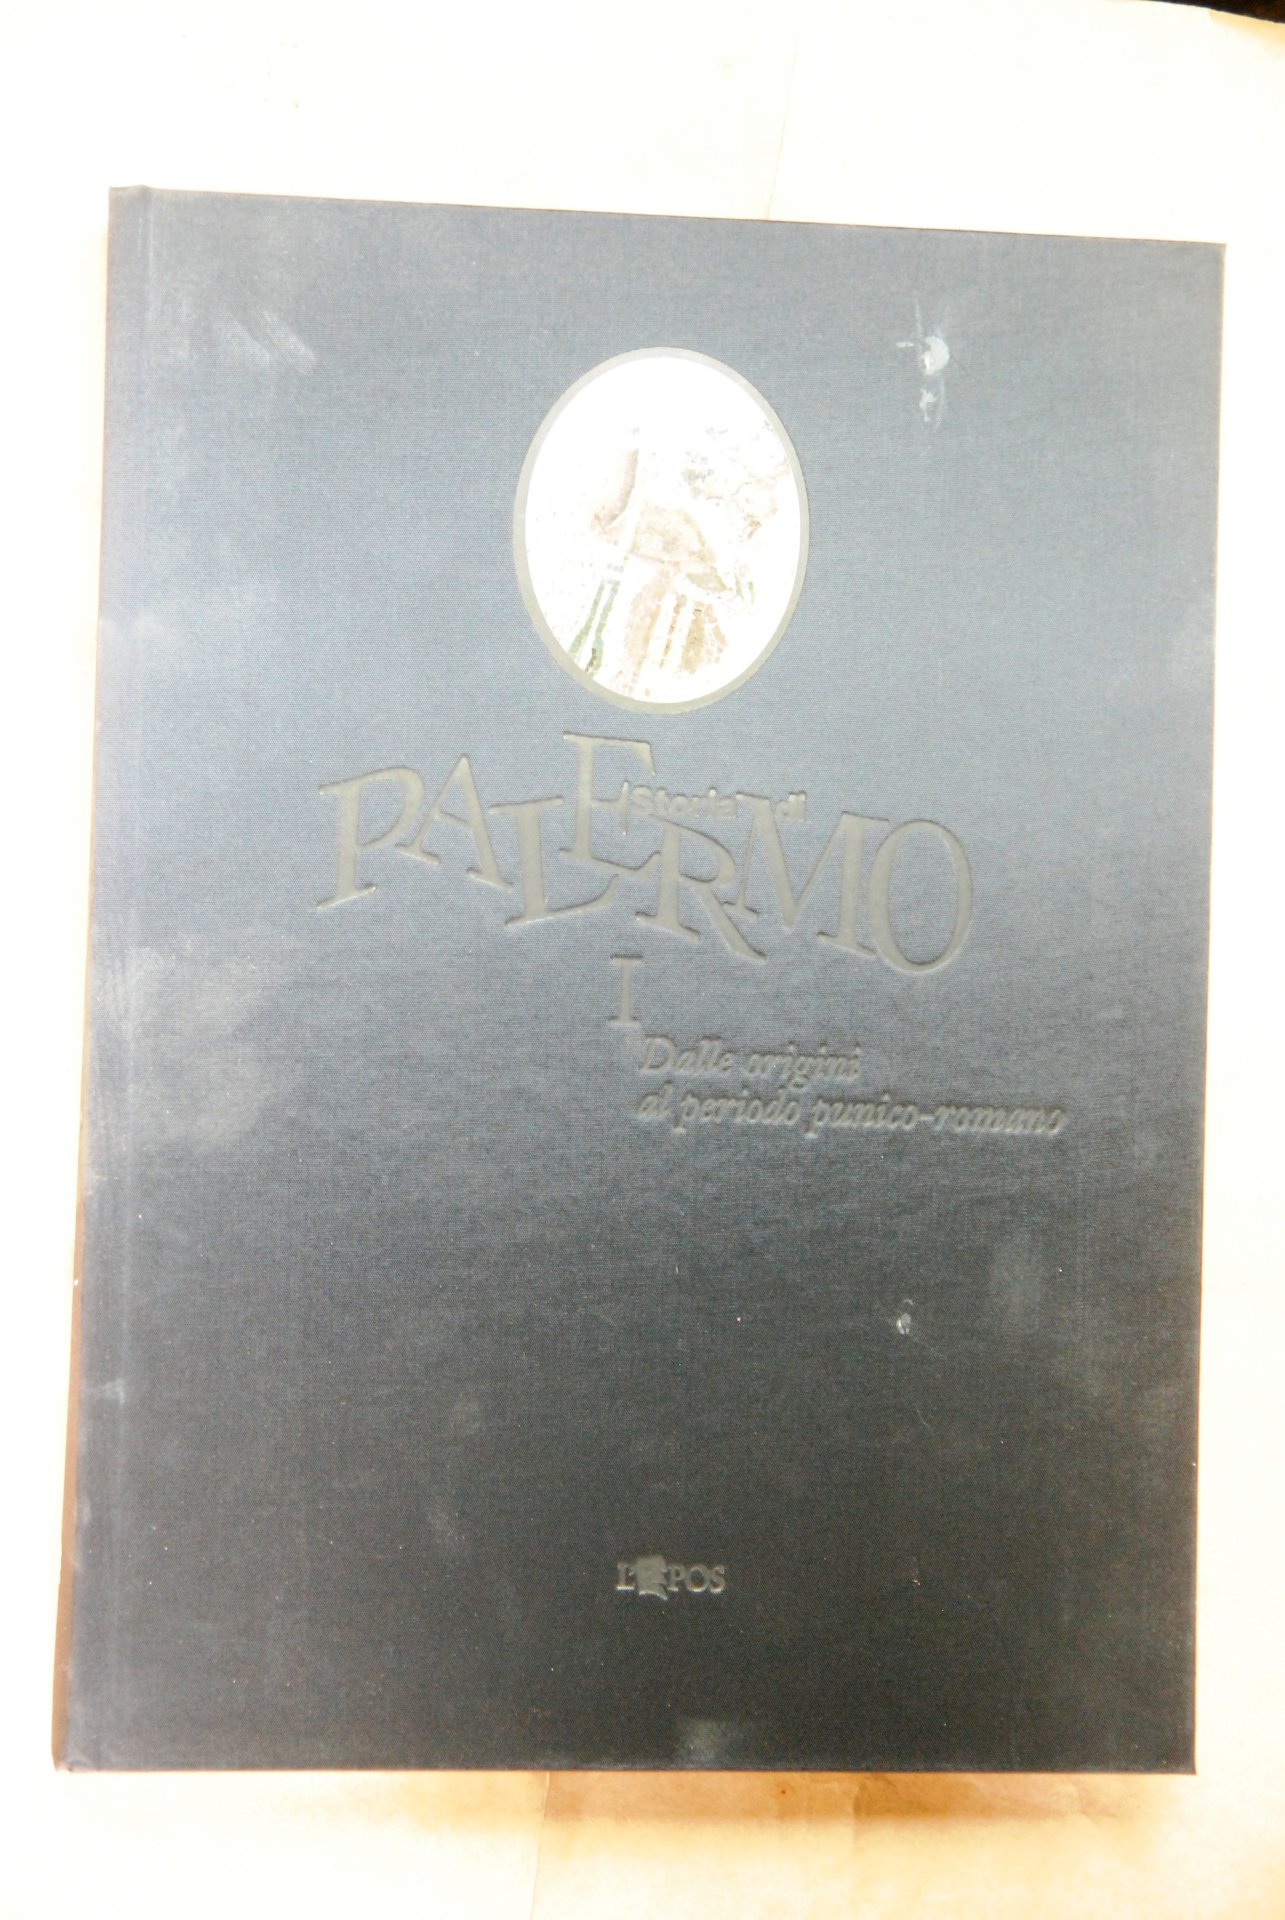 Storia di
PALERMO
I
Dalle origini
al periodo punico-romano
L'EPOS